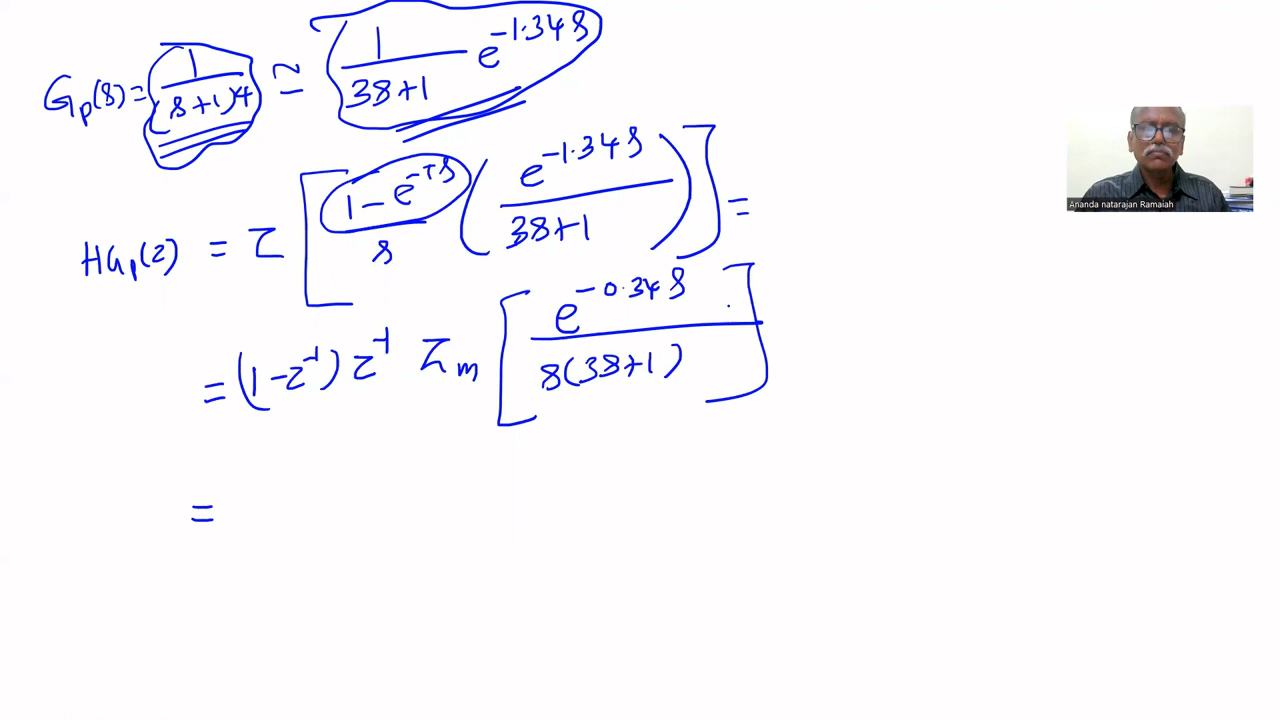 Gp(s) = 1/(s+1)^4 ≃ 1/(3s+1) e^{-1.34s}
HGp(z) = Z [ (1 - e^{-Ts})/s ( e^{-1.34s}/(3s+1) ) ] =
= (1 - z^{-1}) z^{-1} Z_m [ e^{-0.34s} / s(3s+1) ]
=
Ananda natarajan Ramaiah